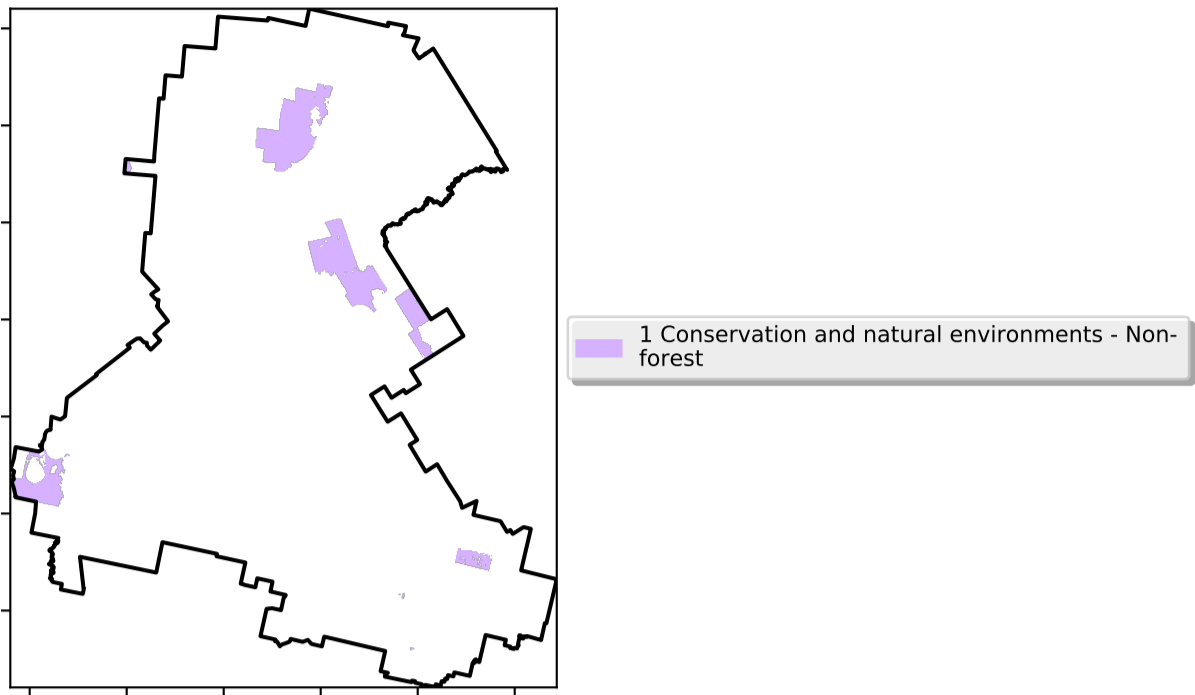 1 Conservation and natural environments - Non-
forest